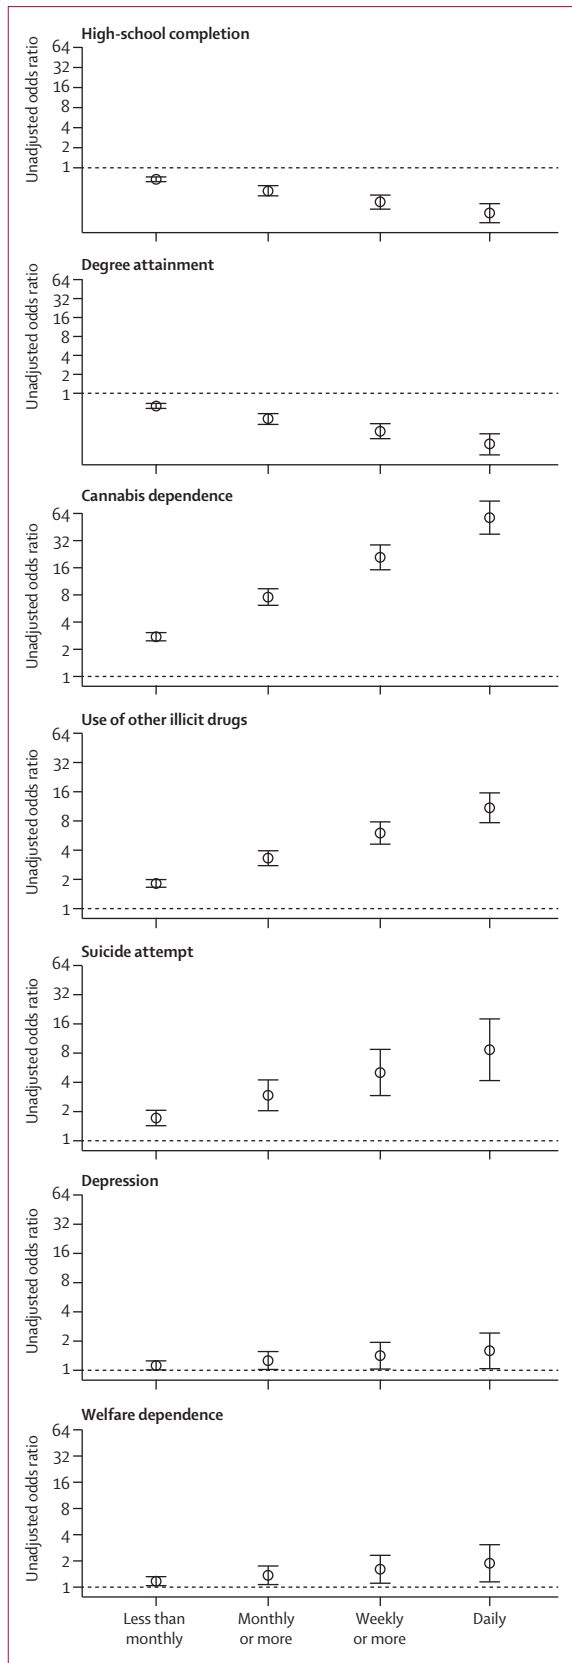 High-school completion
Unadjusted odds ratio
64
32
16
8
4
2
1
Degree attainment
Unadjusted odds ratio
64
32
16
8
4
2
1
Cannabis dependence
Unadjusted odds ratio
64
32
16
8
4
2
1
Use of other illicit drugs
Unadjusted odds ratio
64
32
16
8
4
2
1
Suicide attempt
Unadjusted odds ratio
64
32
16
8
4
2
1
Depression
Unadjusted odds ratio
64
32
16
8
4
2
1
Welfare dependence
Unadjusted odds ratio
64
32
16
8
4
2
1
Less than
monthly
Monthly
or more
Weekly
or more
Daily